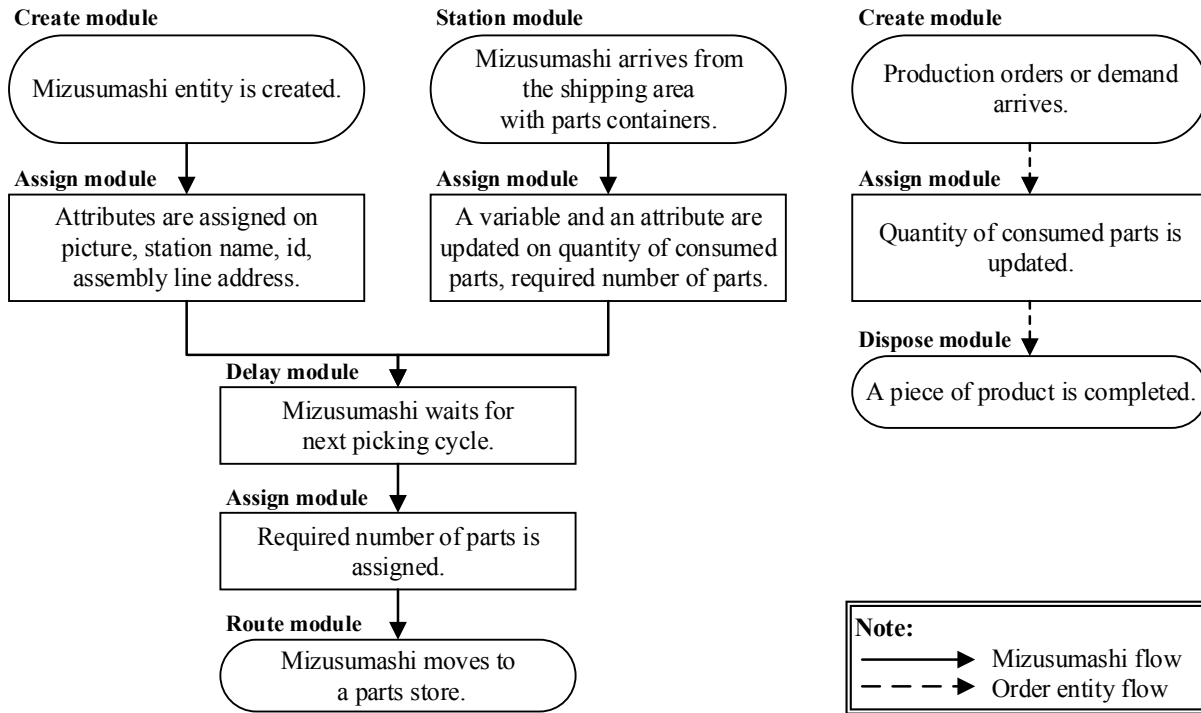 Create module
Mizusumashi entity is created.
Assign module
Attributes are assigned on
picture, station name, id,
assembly line address.
Station module
Mizusumashi arrives from
the shipping area
with parts containers.
Assign module
A variable and an attribute are
updated on quantity of consumed
parts, required number of parts.
Delay module
Mizusumashi waits for
next picking cycle.
Assign module
Required number of parts is
assigned.
Route module
Mizusumashi moves to
a parts store.
Create module
Production orders or demand
arrives.
Assign module
Quantity of consumed parts is
updated.
Dispose module
A piece of product is completed.
Note:
Mizusumashi flow
Order entity flow